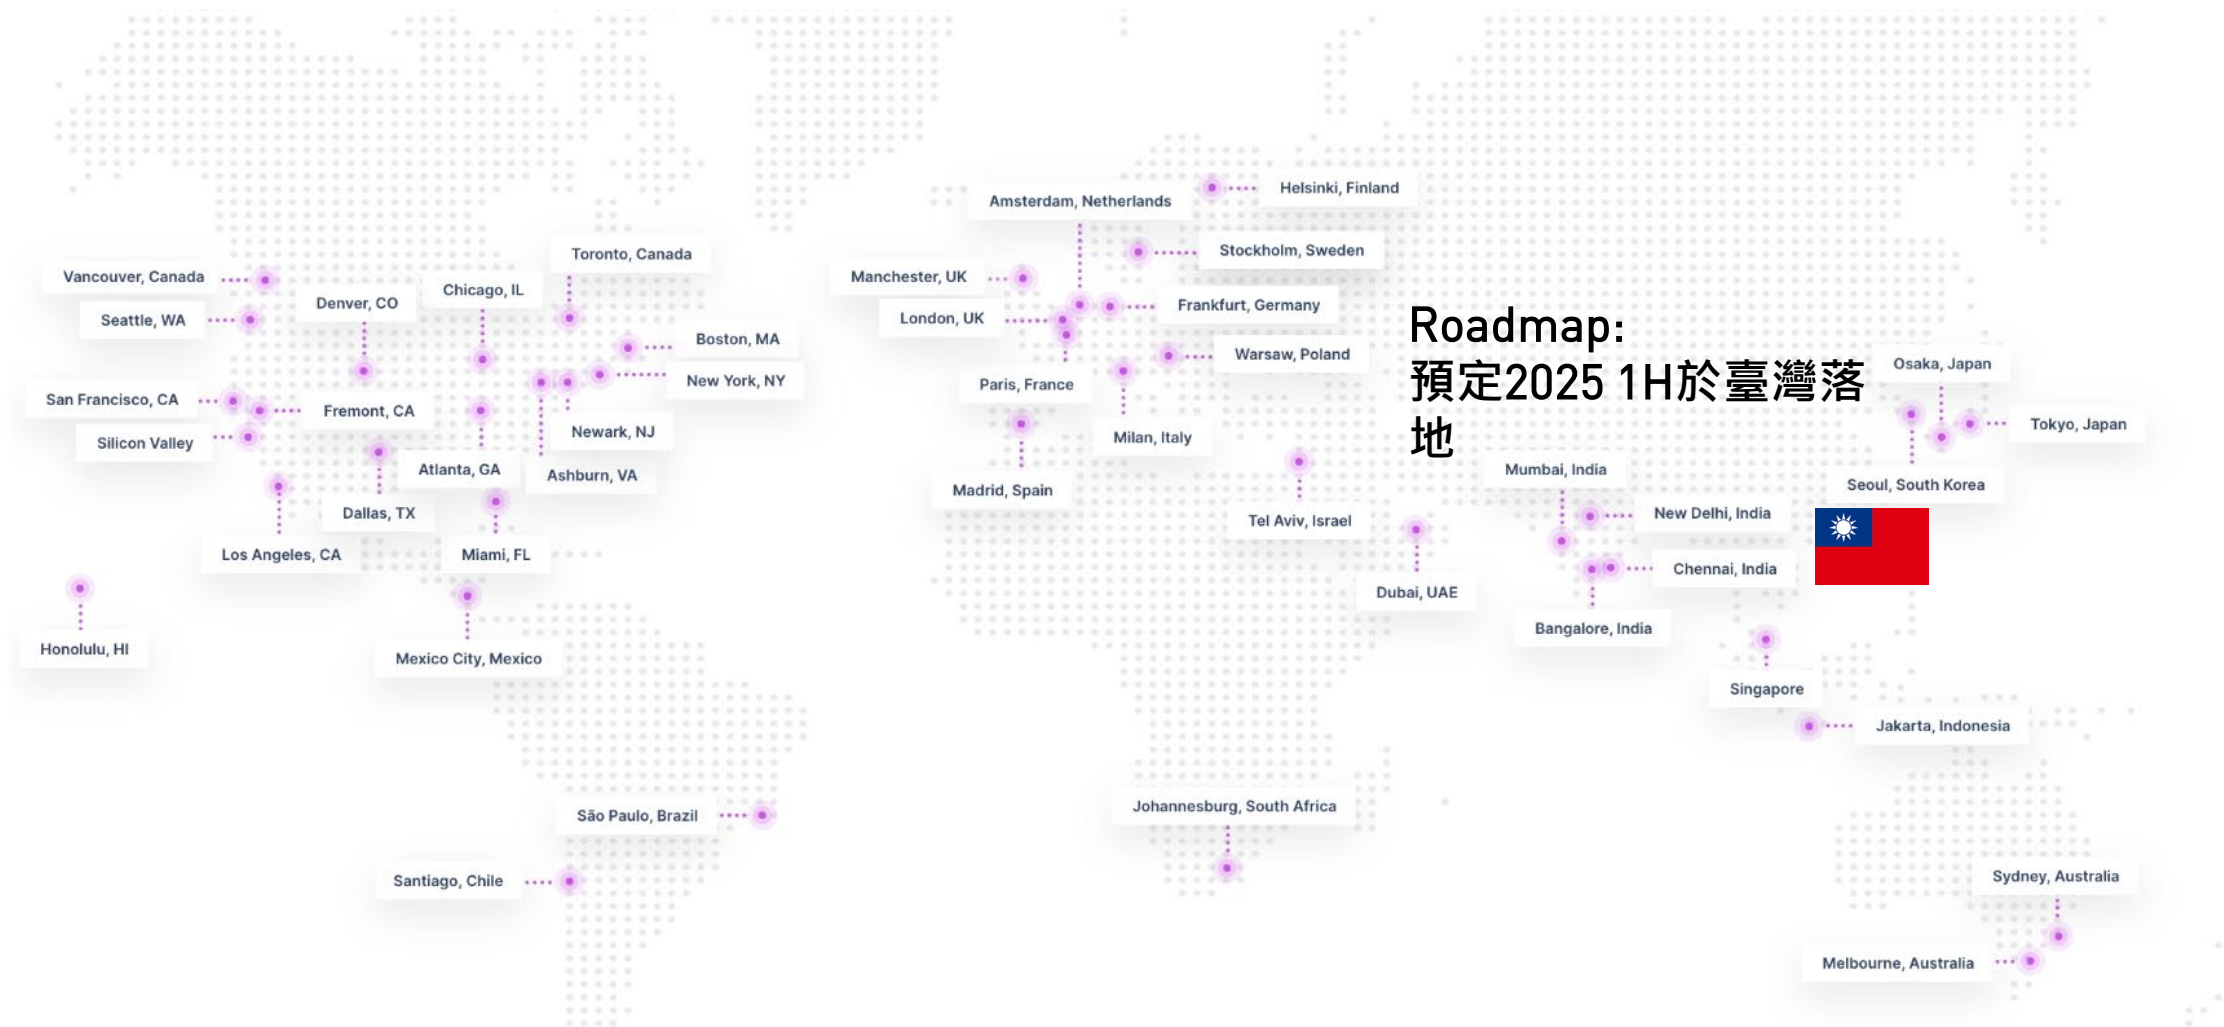 Helsinki, Finland
Amsterdam, Netherlands
Stockholm, Sweden
Toronto, Canada
Vancouver, Canada
Manchester, UK
Chicago, IL
Denver, CO
Frankfurt, Germany
London, UK
Seattle, WA
Roadmap:
預定2025 1H於臺灣落
地
Boston, MA
Warsaw, Poland
Osaka, Japan
New York, NY
Paris, France
San Francisco, CA
Fremont, CA
Tokyo, Japan
Newark, NJ
Milan, Italy
Silicon Valley
Atlanta, GA
Mumbai, India
Ashburn, VA
Seoul, South Korea
Madrid, Spain
Dallas, TX
New Delhi, India
Tel Aviv, Israel
Los Angeles, CA
Miami, FL
Chennai, India
Dubai, UAE
Bangalore, India
Honolulu, HI
Mexico City, Mexico
Singapore
Jakarta, Indonesia
Johannesburg, South Africa
São Paulo, Brazil
Sydney, Australia
Santiago, Chile
Melbourne, Australia